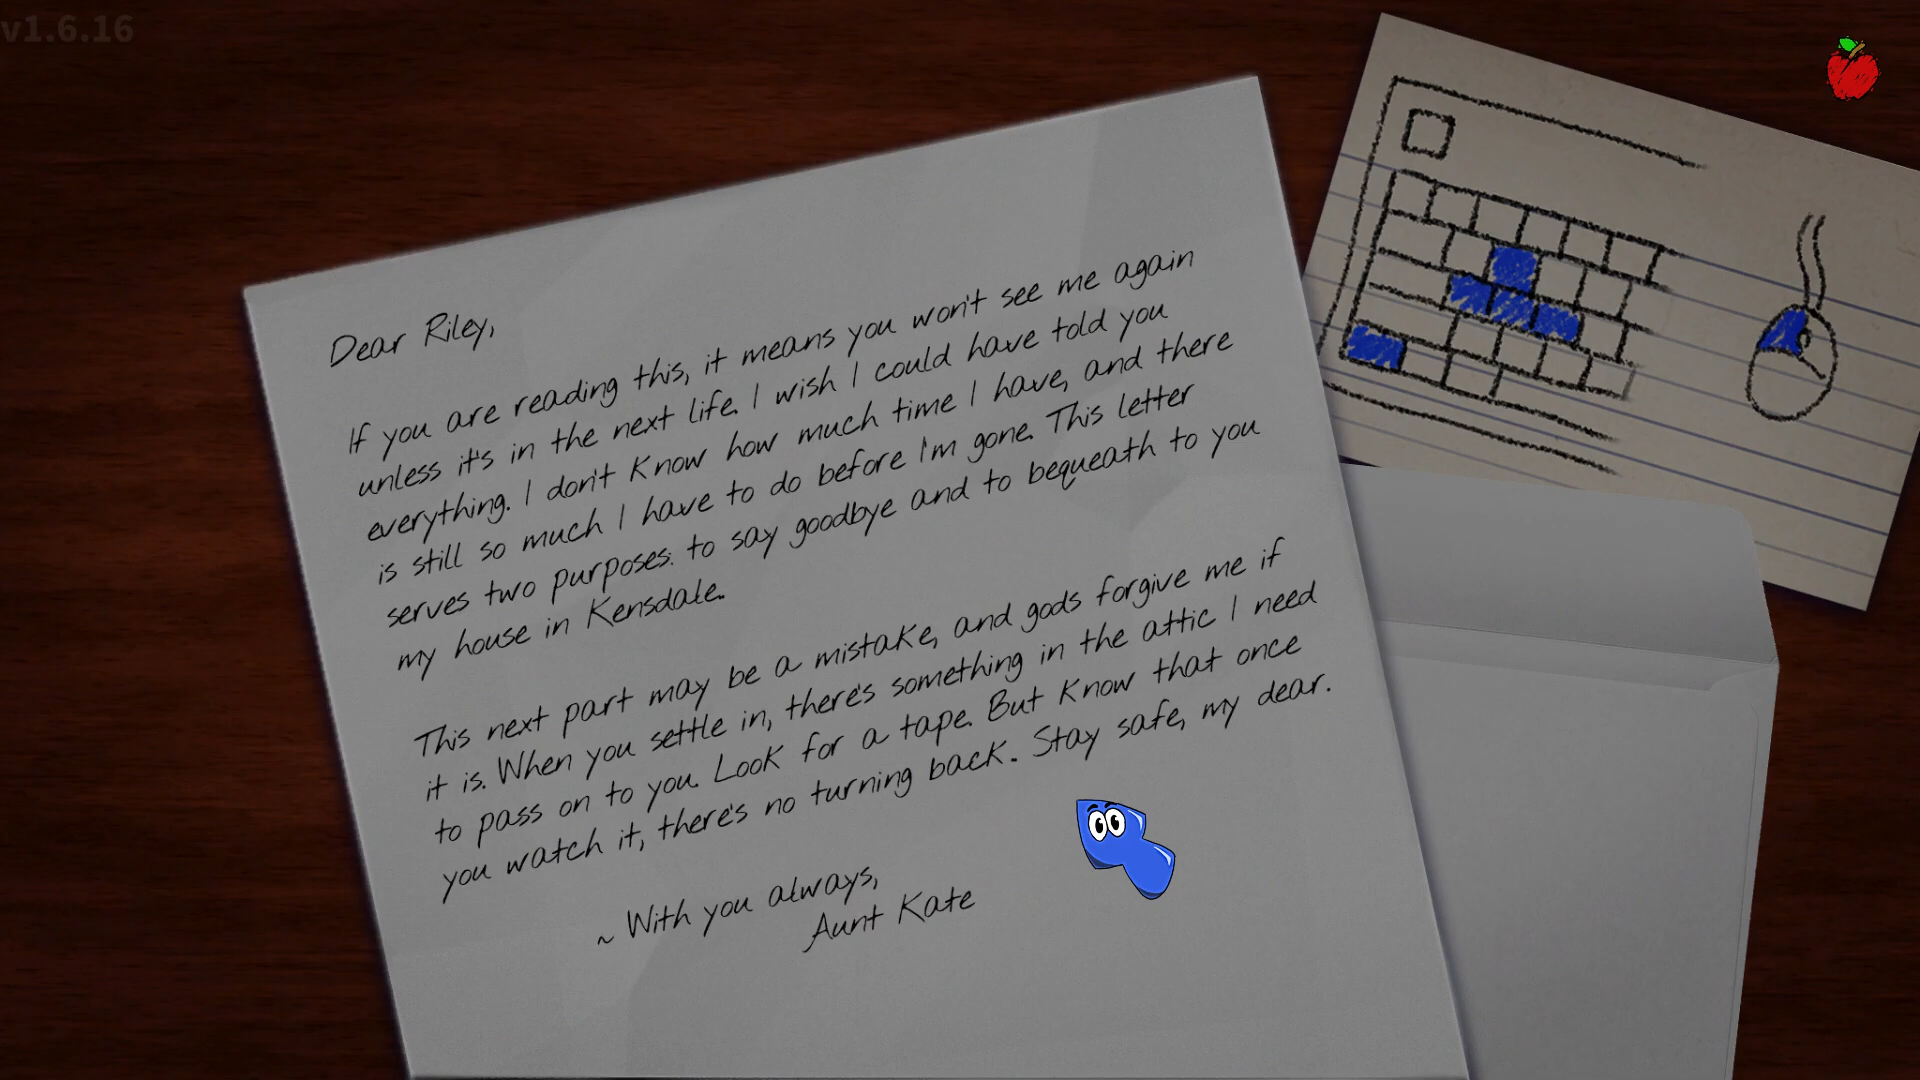 v1.6.16
Dear Riley,
If you are reading this, it means you won't see me again
unless it's in the next life. I wish I could have told you
everything. I don't know how much time I have, and there
is still so much I have to do before I'm gone. This letter
serves two purposes: to say goodbye and to bequeath to you
my house in Kensdale.
This next part may be a mistake, and gods forgive me if
it is. When you settle in, there's something in the attic I need
to pass on to you. Look for a tape. But know that once
you watch it, there's no turning back. Stay safe, my dear.
~ With you always,
Aunt Kate